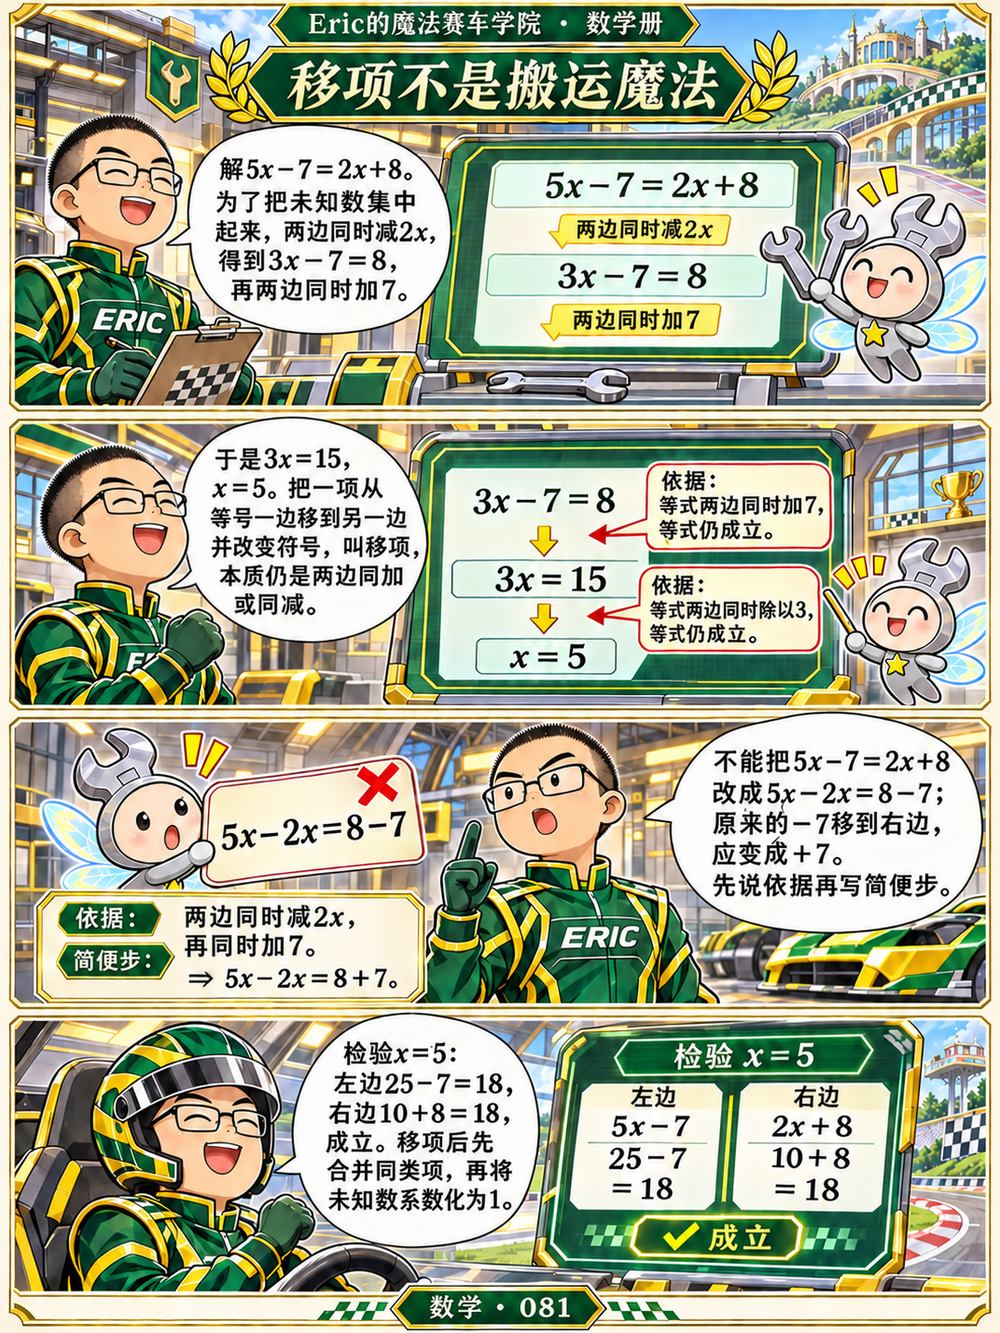 Eric的魔法赛车学院 · 数学册
移项不是搬运魔法
解5x－7＝2x＋8。
为了把未知数集中
起来，两边同时减2x，
得到3x－7＝8，
再两边同时加7。
5x－7＝2x＋8
两边同时减2x
3x－7＝8
两边同时加7
ERIC
于是3x＝15，
x＝5。把一项从
等号一边移到另一边
并改变符号，叫移项，
本质仍是两边同加
或同减。
3x－7＝8
依据：
等式两边同时加7，
等式仍成立。
3x＝15
依据：
等式两边同时除以3，
等式仍成立。
x＝5
5x－2x＝8－7
依据：
两边同时减2x，
再同时加7。
简便步：
⇒ 5x－2x＝8＋7。
ERIC
不能把5x－7＝2x＋8
改成5x－2x＝8－7；
原来的－7移到右边，
应变成＋7。
先说依据再写简便步。
检验x＝5：
左边25－7＝18，
右边10＋8＝18，
成立。移项后先
合并同类项，再将
未知数系数化为1。
检验 x＝5
左边
5x－7
25－7
＝18
右边
2x＋8
10＋8
＝18
成立
数学 · 081